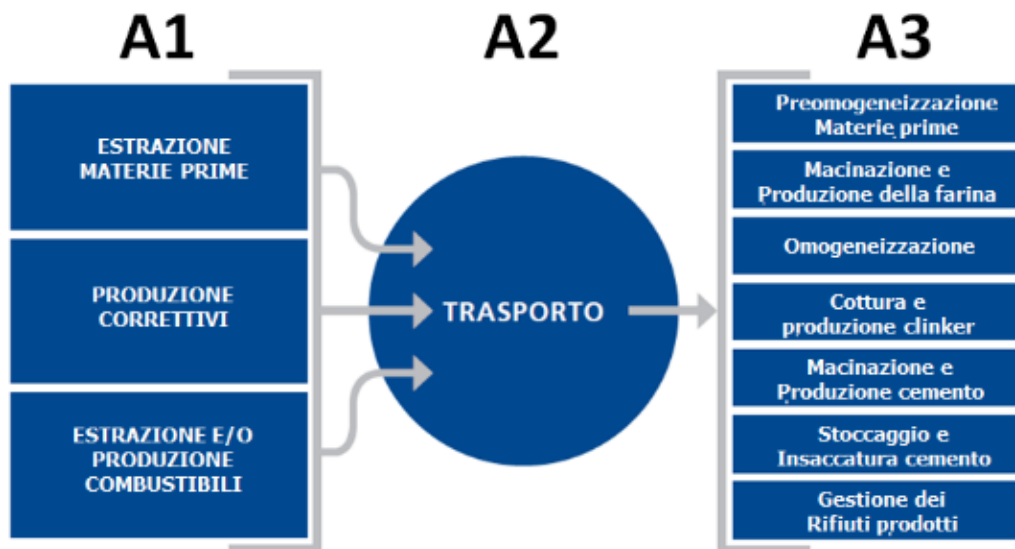 A1
A2
A3
ESTRAZIONE
MATERIE PRIME
PRODUZIONE
CORRETTIVI
ESTRAZIONE E/O
PRODUZIONE
COMBUSTIBILI
TRASPORTO
Preomogeneizzazione
Materie prime
Macinazione e
Produzione della farina
Omogeneizzazione
Cottura e
produzione clinker
Macinazione e
Produzione cemento
Stoccaggio e
Insaccatura cemento
Gestione dei
Rifiuti prodotti